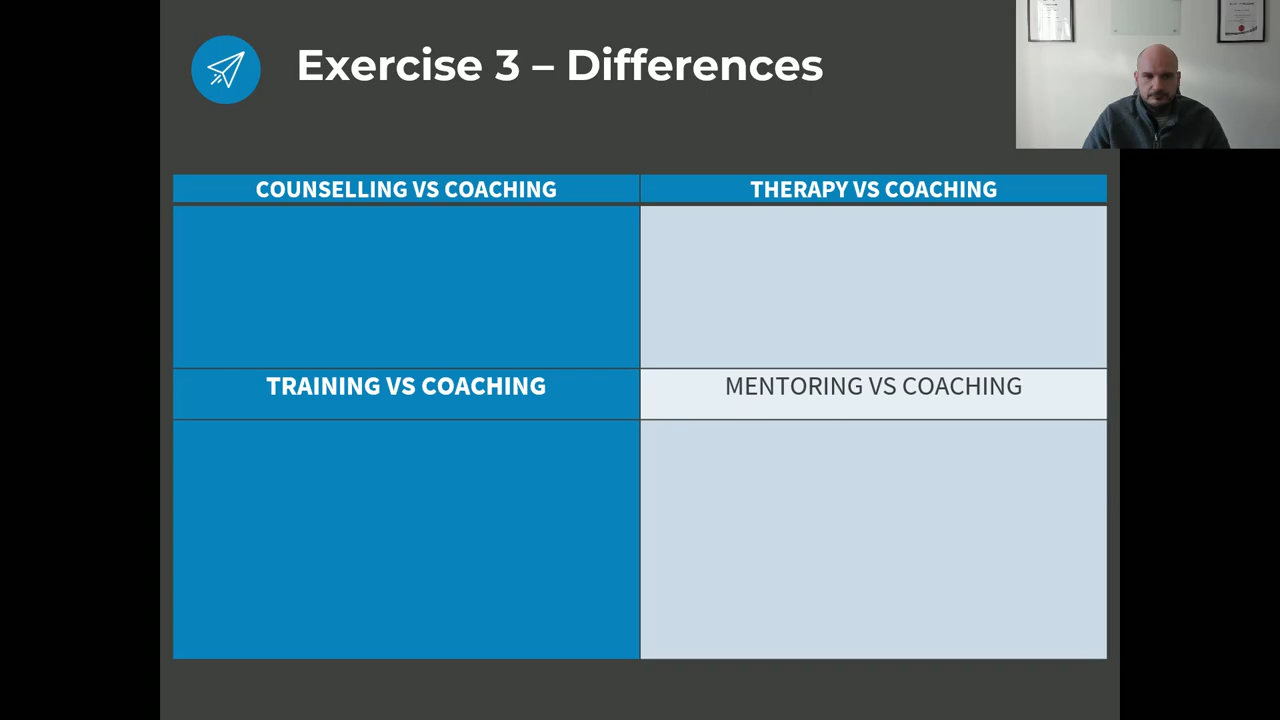 Exercise 3 – Differences
COUNSELLING VS COACHING
THERAPY VS COACHING
TRAINING VS COACHING
MENTORING VS COACHING